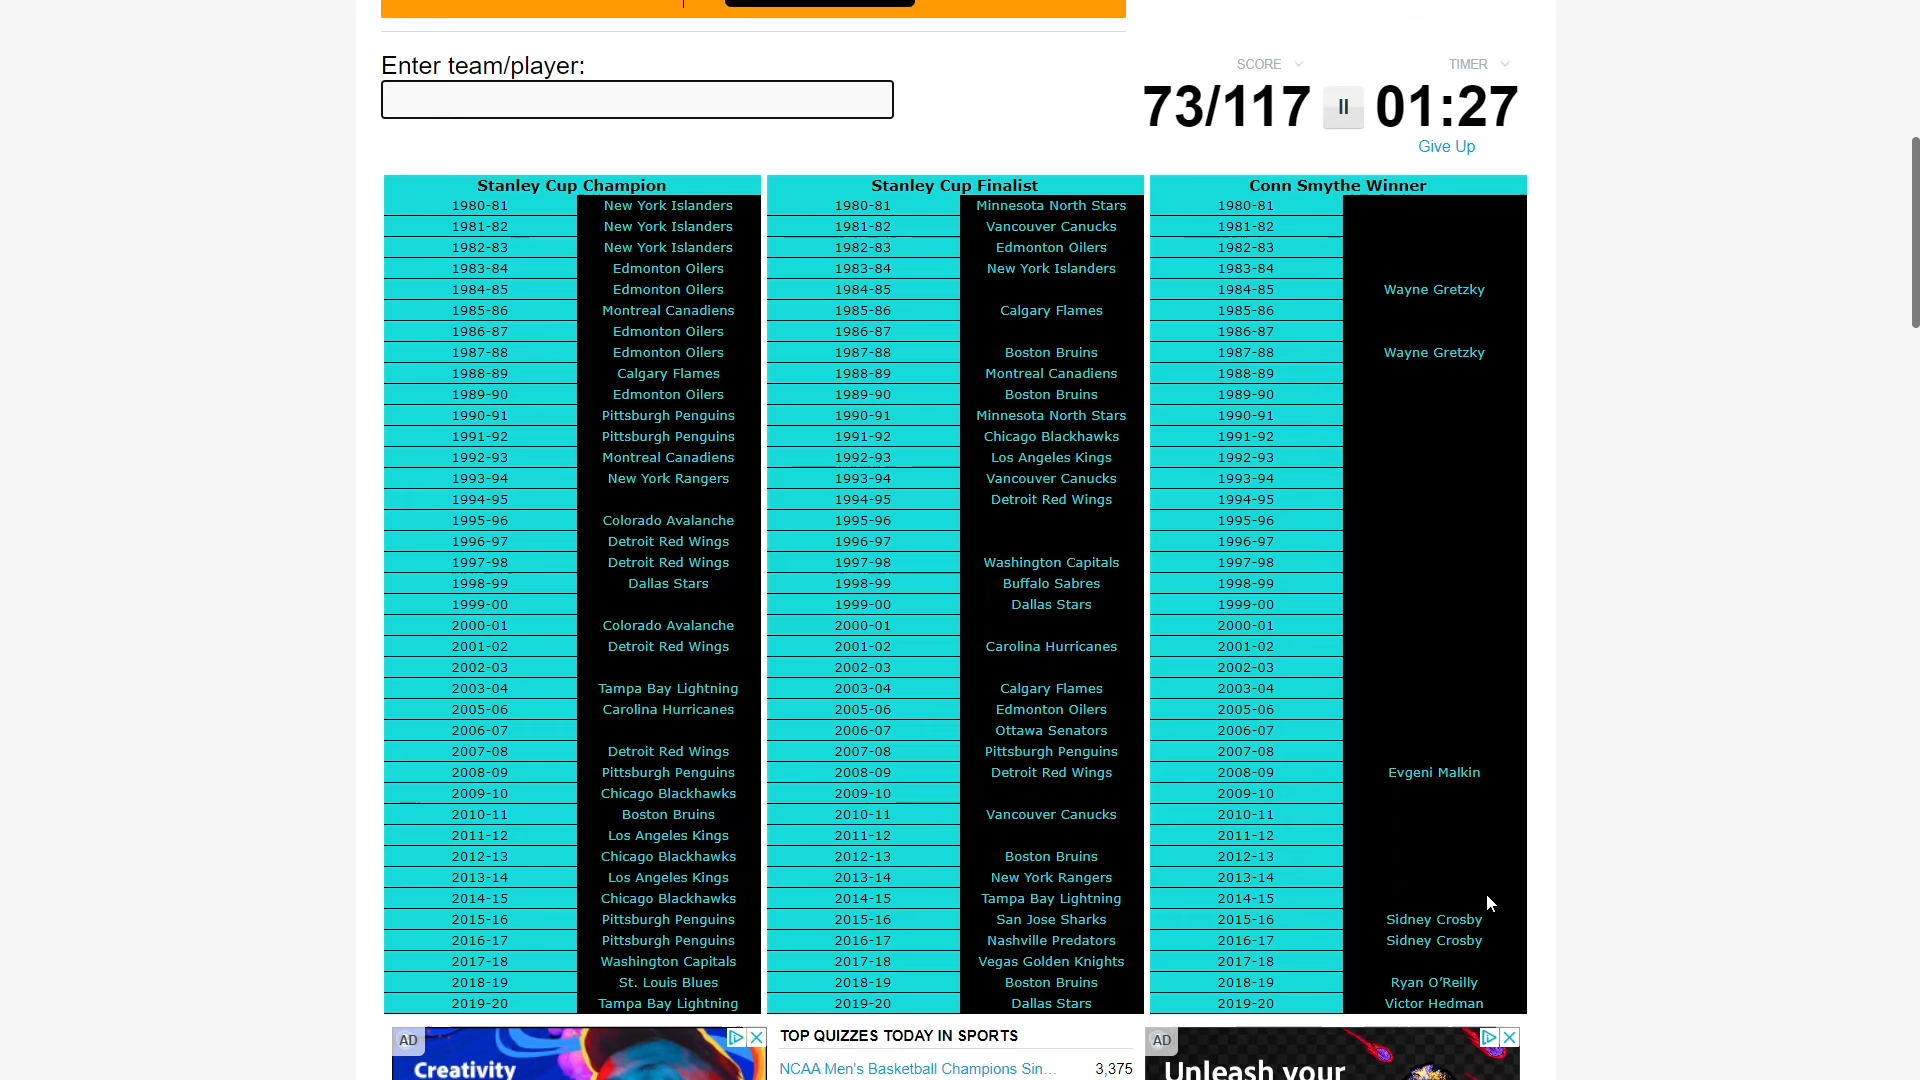 Enter team/player:
SCORE
TIMER
73/117
01:27
Give Up
Stanley Cup Champion Stanley Cup Finalist Conn Smythe Winner
1980-81 New York Islanders 1980-81 Minnesota North Stars 1980-81
1981-82 New York Islanders 1981-82 Vancouver Canucks 1981-82
1982-83 New York Islanders 1982-83 Edmonton Oilers 1982-83
1983-84 Edmonton Oilers 1983-84 New York Islanders 1983-84
1984-85 Edmonton Oilers 1984-85 1984-85 Wayne Gretzky
1985-86 Montreal Canadiens 1985-86 Calgary Flames 1985-86
1986-87 Edmonton Oilers 1986-87 1986-87
1987-88 Edmonton Oilers 1987-88 Boston Bruins 1987-88 Wayne Gretzky
1988-89 Calgary Flames 1988-89 Montreal Canadiens 1988-89
1989-90 Edmonton Oilers 1989-90 Boston Bruins 1989-90
1990-91 Pittsburgh Penguins 1990-91 Minnesota North Stars 1990-91
1991-92 Pittsburgh Penguins 1991-92 Chicago Blackhawks 1991-92
1992-93 Montreal Canadiens 1992-93 Los Angeles Kings 1992-93
1993-94 New York Rangers 1993-94 Vancouver Canucks 1993-94
1994-95 1994-95 Detroit Red Wings 1994-95
1995-96 Colorado Avalanche 1995-96 1995-96
1996-97 Detroit Red Wings 1996-97 1996-97
1997-98 Detroit Red Wings 1997-98 Washington Capitals 1997-98
1998-99 Dallas Stars 1998-99 Buffalo Sabres 1998-99
1999-00 1999-00 Dallas Stars 1999-00
2000-01 Colorado Avalanche 2000-01 2000-01
2001-02 Detroit Red Wings 2001-02 Carolina Hurricanes 2001-02
2002-03 2002-03 2002-03
2003-04 Tampa Bay Lightning 2003-04 Calgary Flames 2003-04
2005-06 Carolina Hurricanes 2005-06 Edmonton Oilers 2005-06
2006-07 2006-07 Ottawa Senators 2006-07
2007-08 Detroit Red Wings 2007-08 Pittsburgh Penguins 2007-08
2008-09 Pittsburgh Penguins 2008-09 Detroit Red Wings 2008-09 Evgeni Malkin
2009-10 Chicago Blackhawks 2009-10 2009-10
2010-11 Boston Bruins 2010-11 Vancouver Canucks 2010-11
2011-12 Los Angeles Kings 2011-12 2011-12
2012-13 Chicago Blackhawks 2012-13 Boston Bruins 2012-13
2013-14 Los Angeles Kings 2013-14 New York Rangers 2013-14
2014-15 Chicago Blackhawks 2014-15 Tampa Bay Lightning 2014-15
2015-16 Pittsburgh Penguins 2015-16 San Jose Sharks 2015-16 Sidney Crosby
2016-17 Pittsburgh Penguins 2016-17 Nashville Predators 2016-17 Sidney Crosby
2017-18 Washington Capitals 2017-18 Vegas Golden Knights 2017-18
2018-19 St. Louis Blues 2018-19 Boston Bruins 2018-19 Ryan O'Reilly
2019-20 Tampa Bay Lightning 2019-20 Dallas Stars 2019-20 Victor Hedman
AD
Creativity
TOP QUIZZES TODAY IN SPORTS
NCAA Men's Basketball Champions Sin... 3,375
AD
Unleash your